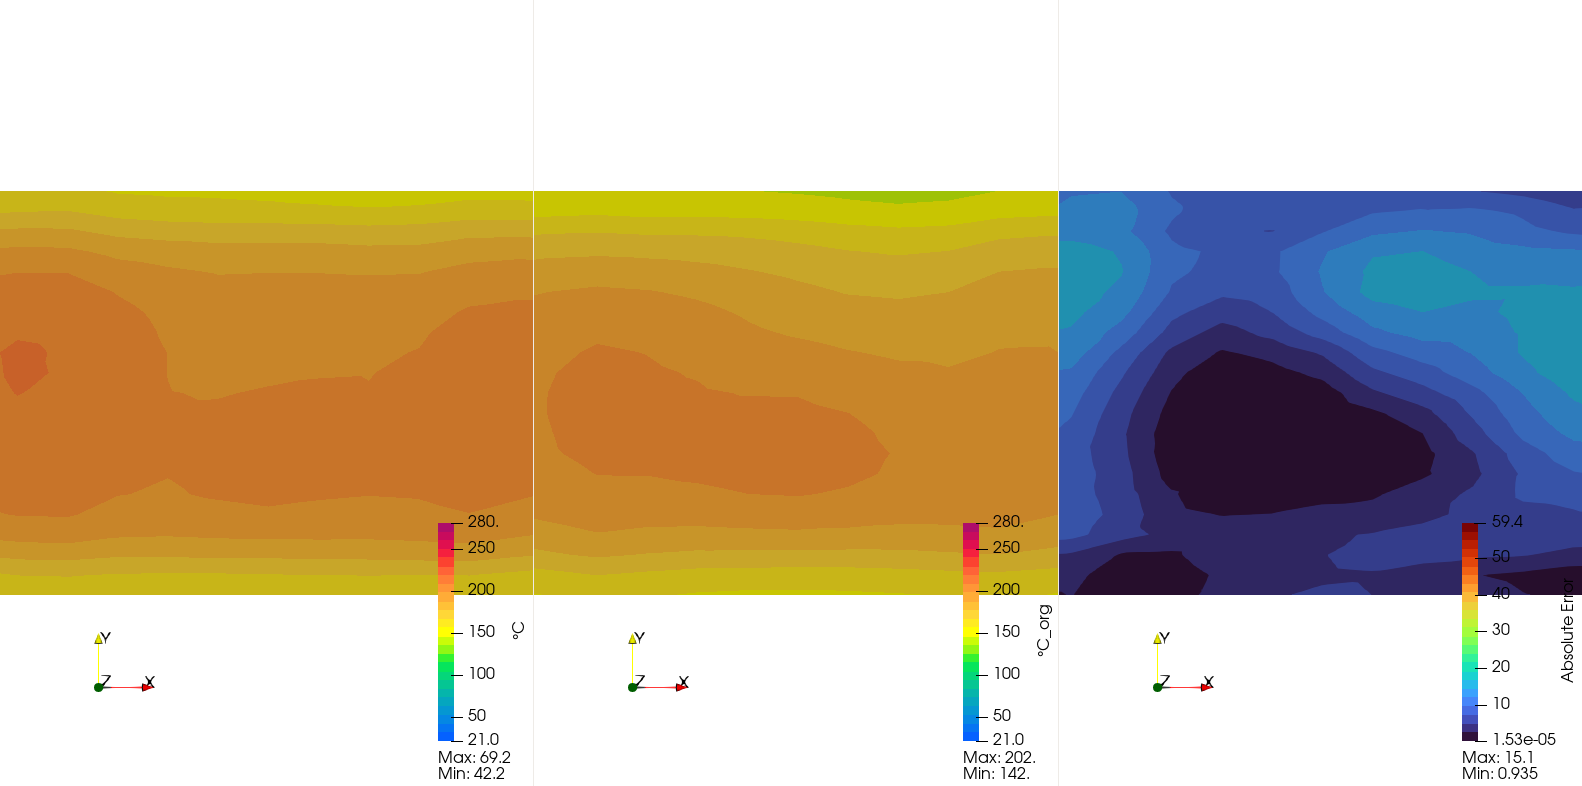 280.
250
200
150
100
50
21.0
°C
Max: 69.2
Min: 42.2
Y
Z
X
280.
250
200
150
100
50
21.0
°C_org
Max: 202.
Min: 142.
Y
Z
X
59.4
50
40
30
20
10
1.53e-05
Absolute Error
Max: 15.1
Min: 0.935
Y
Z
X